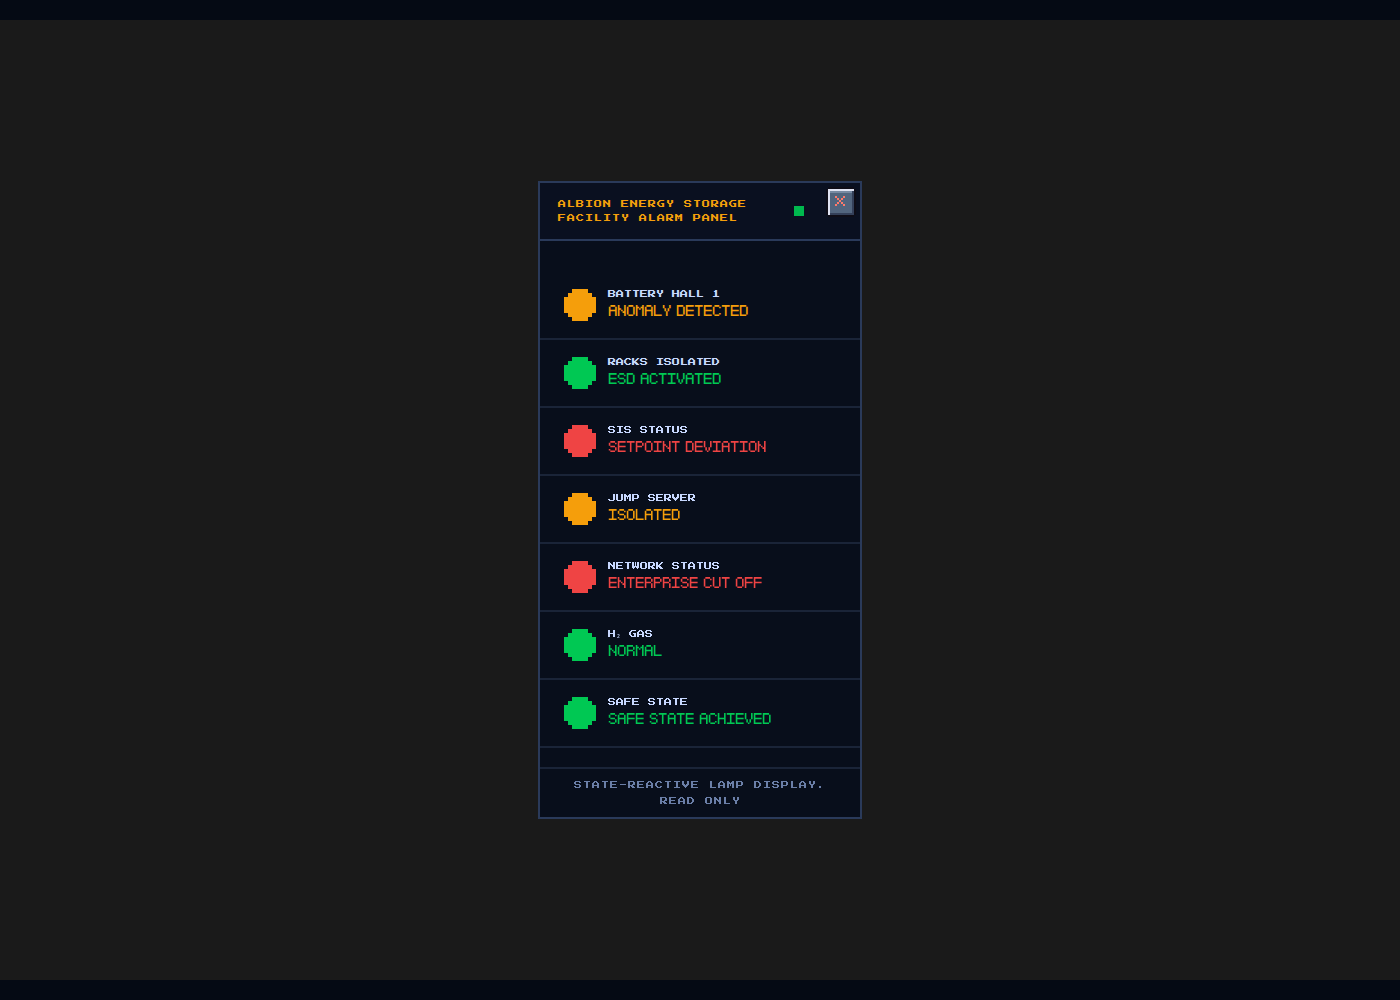 ALBION ENERGY STORAGE
FACILITY ALARM PANEL
X
BATTERY HALL 1
ANOMALY DETECTED
RACKS ISOLATED
ESD ACTIVATED
SIS STATUS
SETPOINT DEVIATION
JUMP SERVER
ISOLATED
NETWORK STATUS
ENTERPRISE CUT OFF
H₂ GAS
NORMAL
SAFE STATE
SAFE STATE ACHIEVED
STATE-REACTIVE LAMP DISPLAY.
READ ONLY